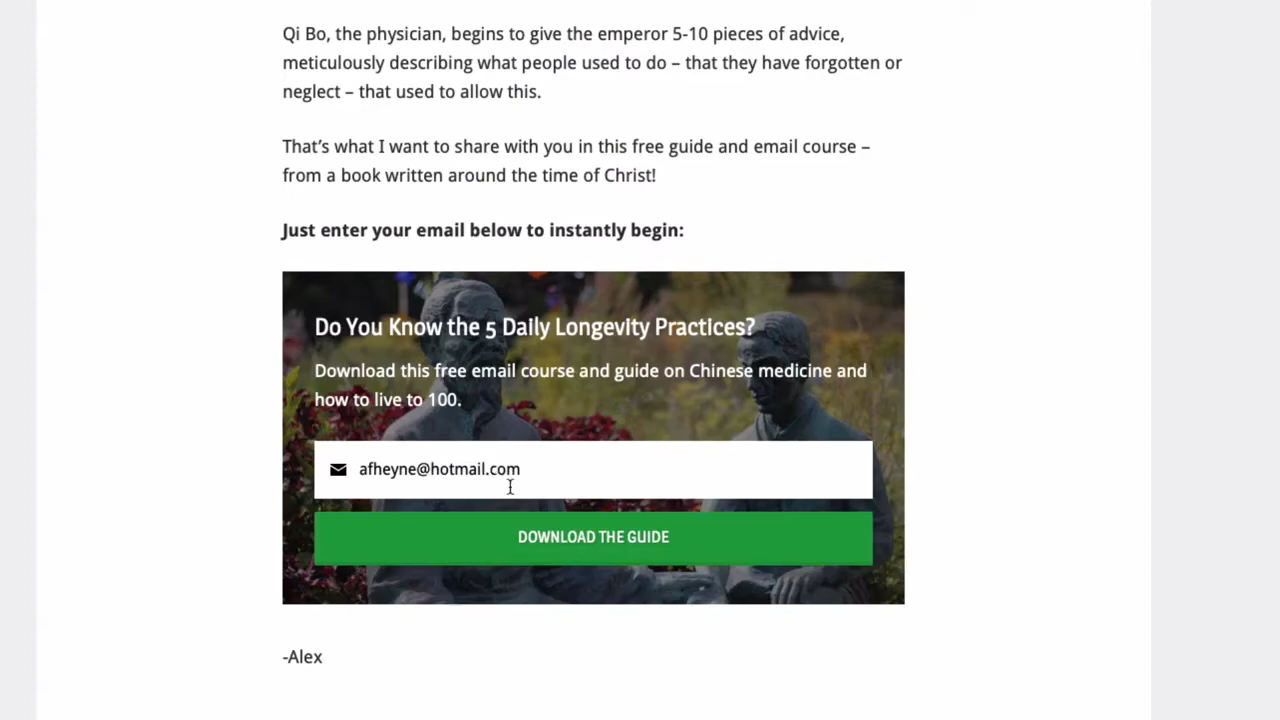 Qi Bo, the physician, begins to give the emperor 5-10 pieces of advice,
meticulously describing what people used to do – that they have forgotten or
neglect – that used to allow this.
That’s what I want to share with you in this free guide and email course –
from a book written around the time of Christ!
Just enter your email below to instantly begin:
Do You Know the 5 Daily Longevity Practices?
Download this free email course and guide on Chinese medicine and
how to live to 100.
afheyne@hotmail.com
DOWNLOAD THE GUIDE
-Alex